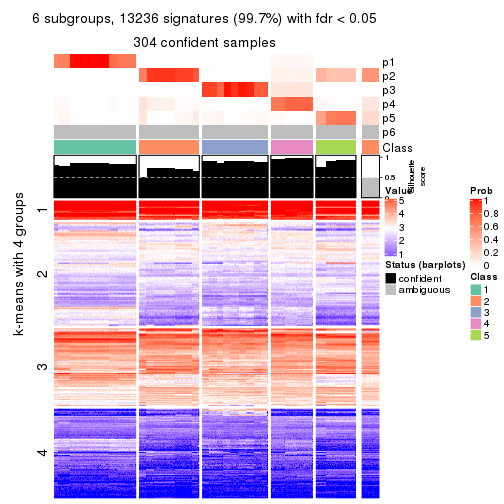 6 subgroups, 13236 signatures (99.7%) with fdr < 0.05
304 confident samples
p1
p2
p3
p4
p5
p6
Class
1
0.5
0
Silhouette
score
k-means with 4 groups
1
2
3
4
Value
5
4
3
2
1
Status (barplots)
confident
ambiguous
Prob
1
0.8
0.6
0.4
0.2
0
Class
1
2
3
4
5